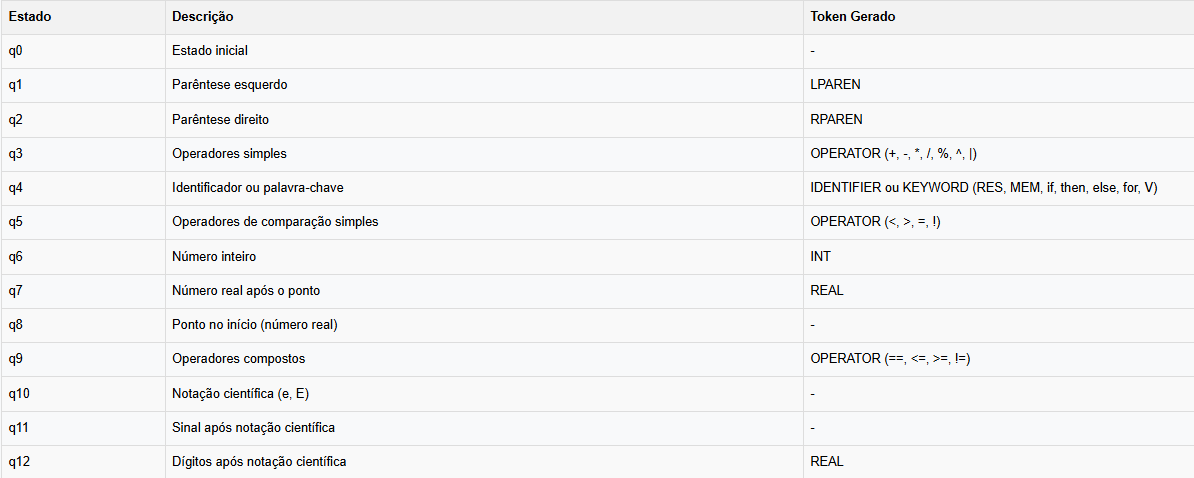 Estado Descrição Token Gerado
q0 Estado inicial -
q1 Parêntese esquerdo LPAREN
q2 Parêntese direito RPAREN
q3 Operadores simples OPERATOR (+, -, *, /, %, ^, |)
q4 Identificador ou palavra-chave IDENTIFIER ou KEYWORD (RES, MEM, if, then, else, for, V)
q5 Operadores de comparação simples OPERATOR (<, >, =, !)
q6 Número inteiro INT
q7 Número real após o ponto REAL
q8 Ponto no início (número real) -
q9 Operadores compostos OPERATOR (==, <=, >=, !=)
q10 Notação científica (e, E) -
q11 Sinal após notação científica -
q12 Dígitos após notação científica REAL